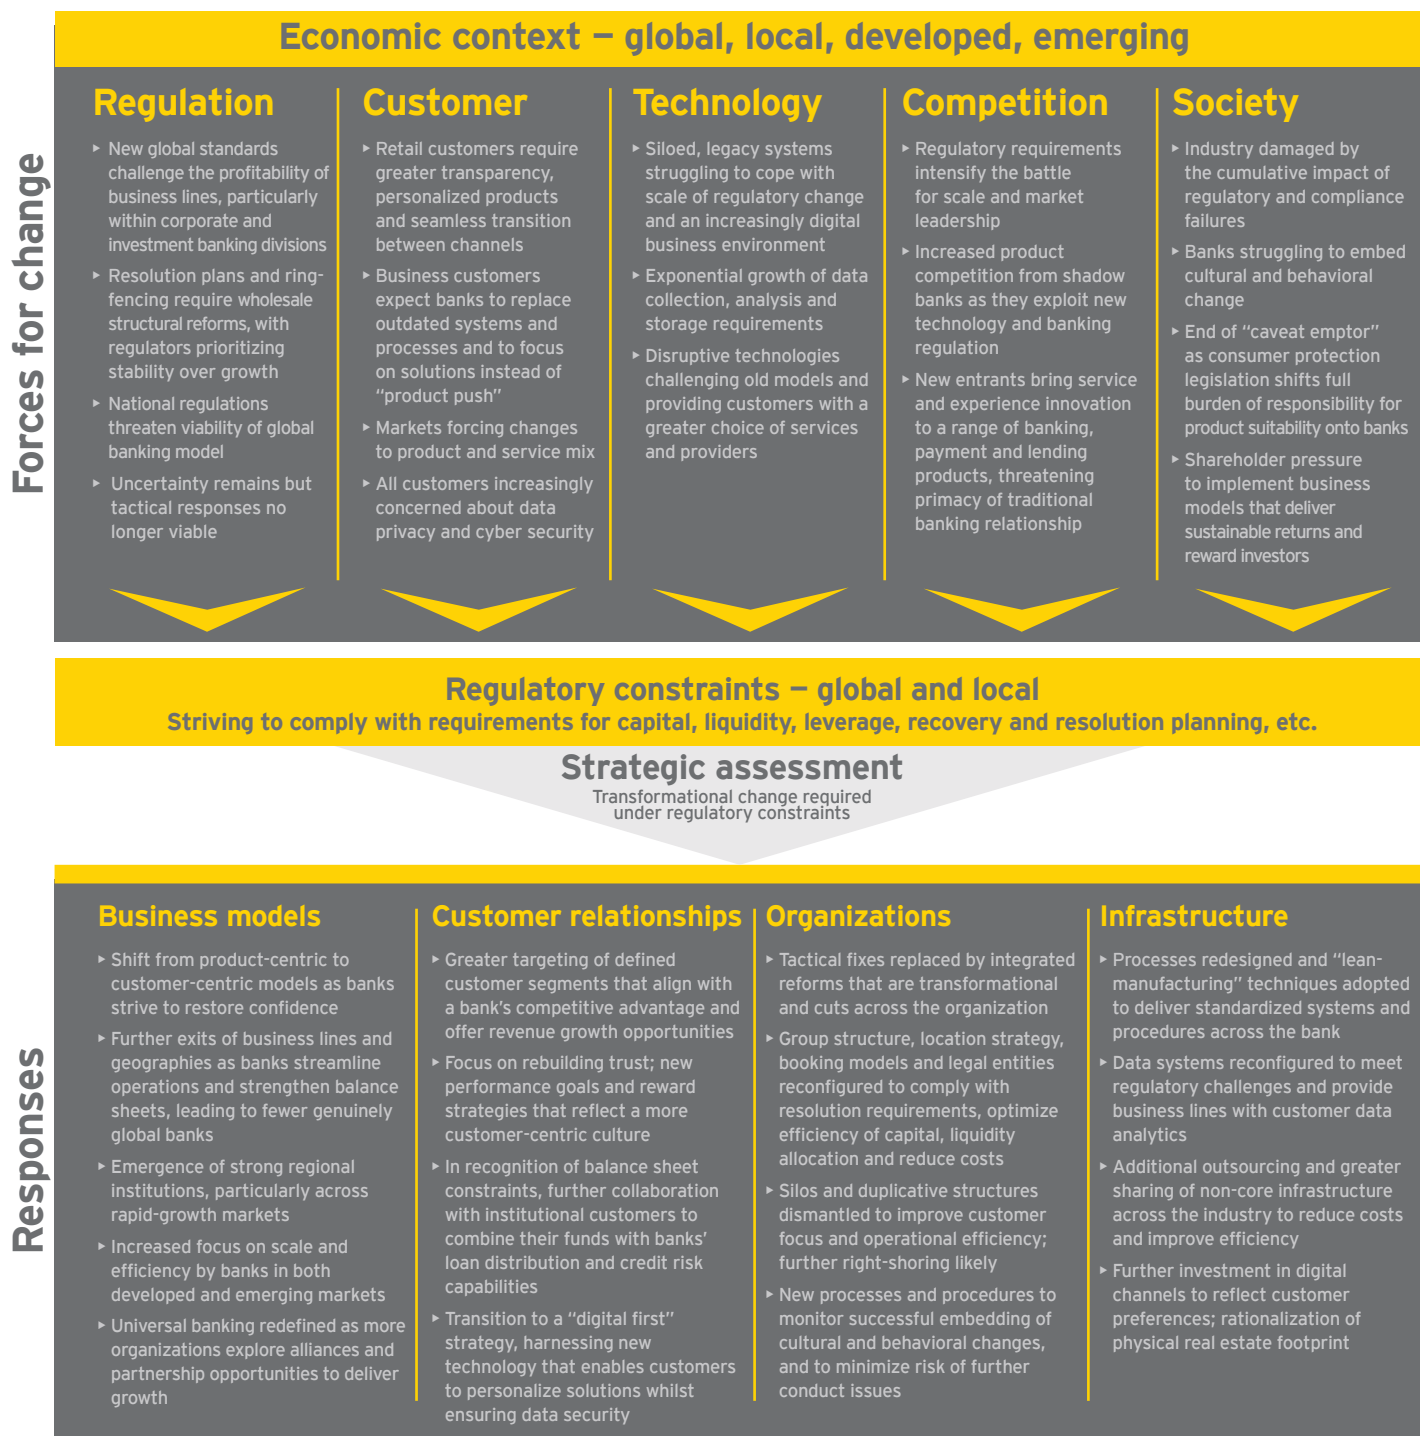 Economic context – global, local, developed, emerging
Forces for change
Regulation
▸ New global standards
challenge the profitability of
business lines, particularly
within corporate and
investment banking divisions
▸ Resolution plans and ring-
fencing require wholesale
structural reforms, with
regulators prioritizing
stability over growth
▸ National regulations
threaten viability of global
banking model
▸ Uncertainty remains but
tactical responses no
longer viable
Customer
▸ Retail customers require
greater transparency,
personalized products
and seamless transition
between channels
▸ Business customers
expect banks to replace
outdated systems and
processes and to focus
on solutions instead of
“product push”
▸ Markets forcing changes
to product and service mix
▸ All customers increasingly
concerned about data
privacy and cyber security
Technology
▸ Siloed, legacy systems
struggling to cope with
scale of regulatory change
and an increasingly digital
business environment
▸ Exponential growth of data
collection, analysis and
storage requirements
▸ Disruptive technologies
challenging old models and
providing customers with a
greater choice of services
and providers
Competition
▸ Regulatory requirements
intensify the battle
for scale and market
leadership
▸ Increased product
competition from shadow
banks as they exploit new
technology and banking
regulation
▸ New entrants bring service
and experience innovation
to a range of banking,
payment and lending
products, threatening
primacy of traditional
banking relationship
Society
▸ Industry damaged by
the cumulative impact of
regulatory and compliance
failures
▸ Banks struggling to embed
cultural and behavioral
change
▸ End of “caveat emptor”
as consumer protection
legislation shifts full
burden of responsibility for
product suitability onto banks
▸ Shareholder pressure
to implement business
models that deliver
sustainable returns and
reward investors
Regulatory constraints – global and local
Striving to comply with requirements for capital, liquidity, leverage, recovery and resolution planning, etc.
Strategic assessment
Transformational change required
under regulatory constraints
Responses
Business models
▸ Shift from product-centric to
customer-centric models as banks
strive to restore confidence
▸ Further exits of business lines and
geographies as banks streamline
operations and strengthen balance
sheets, leading to fewer genuinely
global banks
▸ Emergence of strong regional
institutions, particularly across
rapid-growth markets
▸ Increased focus on scale and
efficiency by banks in both
developed and emerging markets
▸ Universal banking redefined as more
organizations explore alliances and
partnership opportunities to deliver
growth
Customer relationships
▸ Greater targeting of defined
customer segments that align with
a bank’s competitive advantage and
offer revenue growth opportunities
▸ Focus on rebuilding trust; new
performance goals and reward
strategies that reflect a more
customer-centric culture
▸ In recognition of balance sheet
constraints, further collaboration
with institutional customers to
combine their funds with banks’
loan distribution and credit risk
capabilities
▸ Transition to a “digital first”
strategy, harnessing new
technology that enables customers
to personalize solutions whilst
ensuring data security
Organizations
▸ Tactical fixes replaced by integrated
reforms that are transformational
and cuts across the organization
▸ Group structure, location strategy,
booking models and legal entities
reconfigured to comply with
resolution requirements, optimize
efficiency of capital, liquidity
allocation and reduce costs
▸ Silos and duplicative structures
dismantled to improve customer
focus and operational efficiency;
further right-shoring likely
▸ New processes and procedures to
monitor successful embedding of
cultural and behavioral changes,
and to minimize risk of further
conduct issues
Infrastructure
▸ Processes redesigned and “lean-
manufacturing” techniques adopted
to deliver standardized systems and
procedures across the bank
▸ Data systems reconfigured to meet
regulatory challenges and provide
business lines with customer data
analytics
▸ Additional outsourcing and greater
sharing of non-core infrastructure
across the industry to reduce costs
and improve efficiency
▸ Further investment in digital
channels to reflect customer
preferences; rationalization of
physical real estate footprint